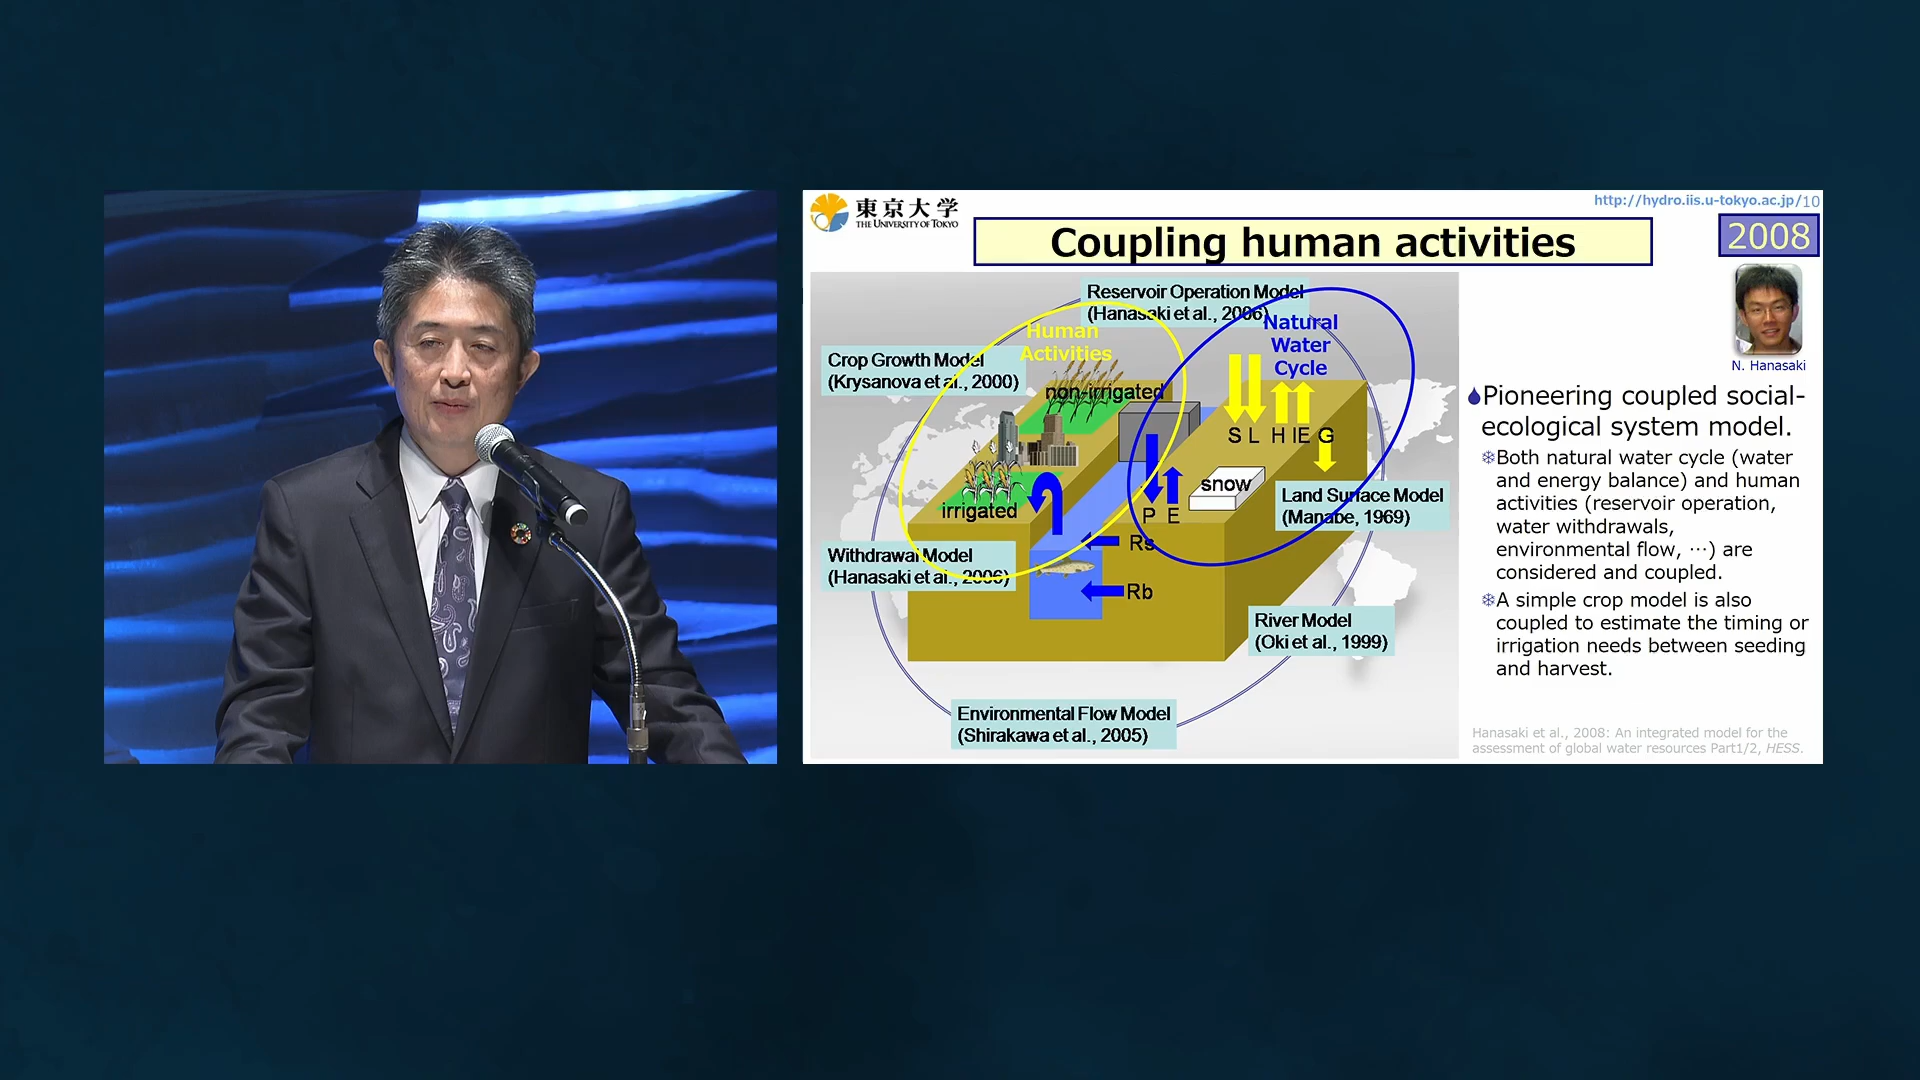 東京大学
THE UNIVERSITY OF TOKYO
http://hydro.iis.u-tokyo.ac.jp/10
Coupling human activities
2008
N. Hanasaki
Reservoir Operation Model
(Hanasaki et al., 2006)
Human
Activities
Natural
Water
Cycle
Crop Growth Model
(Krysanova et al., 2000)
non-irrigated
S L H lE G
snow
irrigated
P E
Land Surface Model
(Manabe, 1969)
Withdrawal Model
(Hanasaki et al., 2006)
Rs
Rb
River Model
(Oki et al., 1999)
Environmental Flow Model
(Shirakawa et al., 2005)
Pioneering coupled social-
ecological system model.
Both natural water cycle (water
and energy balance) and human
activities (reservoir operation,
water withdrawals,
environmental flow, …) are
considered and coupled.
A simple crop model is also
coupled to estimate the timing or
irrigation needs between seeding
and harvest.
Hanasaki et al., 2008: An integrated model for the
assessment of global water resources Part1/2, HESS.